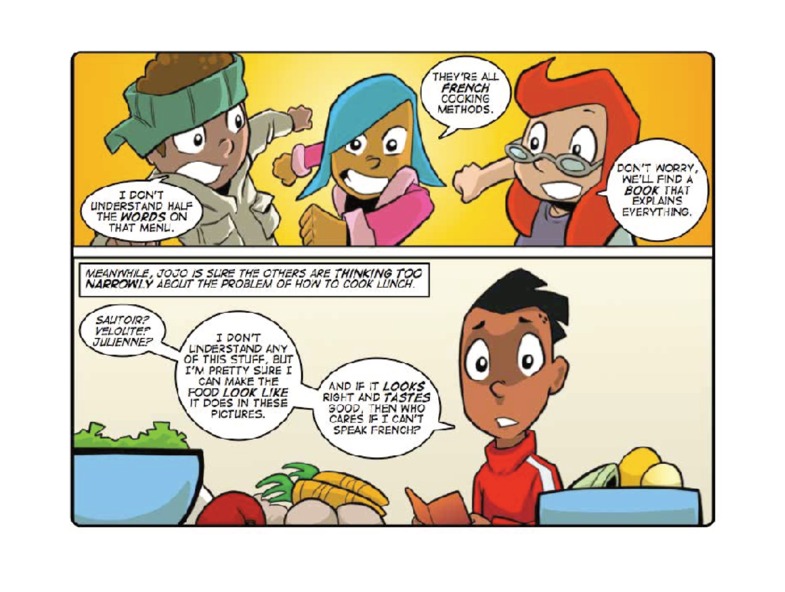 I DON'T
UNDERSTAND HALF
THE WORDS ON
THAT MENU.
THEY'RE ALL
FRENCH
COOKING
METHODS.
DON'T WORRY,
WE'LL FIND A
BOOK THAT
EXPLAINS
EVERYTHING.
MEANWHILE, JOJO IS SURE THE OTHERS ARE THINKING TOO
NARROWLY ABOUT THE PROBLEM OF HOW TO COOK LUNCH.
SAUTOIR?
VELOUTE?
JULIENNE?
I DON'T
UNDERSTAND ANY
OF THIS STUFF, BUT
I'M PRETTY SURE I
CAN MAKE THE
FOOD LOOK LIKE
IT DOES IN THESE
PICTURES.
AND IF IT LOOKS
RIGHT AND TASTES
GOOD, THEN WHO
CARES IF I CAN'T
SPEAK FRENCH?